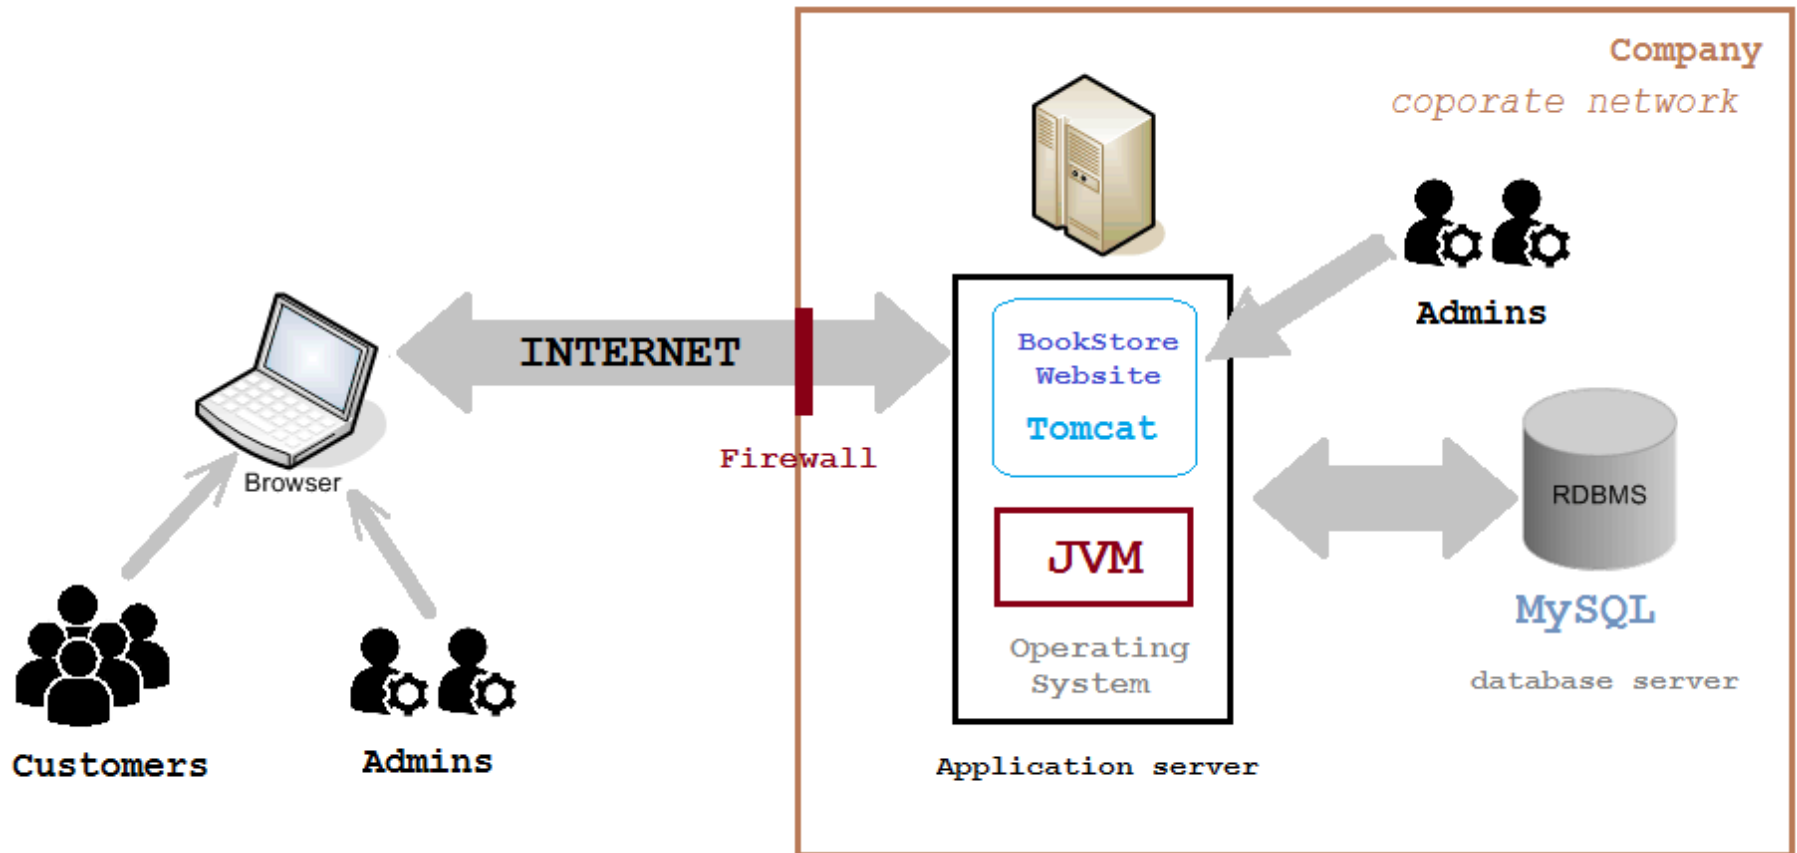 Company
coporate network
Admins
INTERNET
BookStore
Website
Tomcat
Firewall
Browser
RDBMS
JVM
MySQL
Operating
System
database server
Customers
Admins
Application server